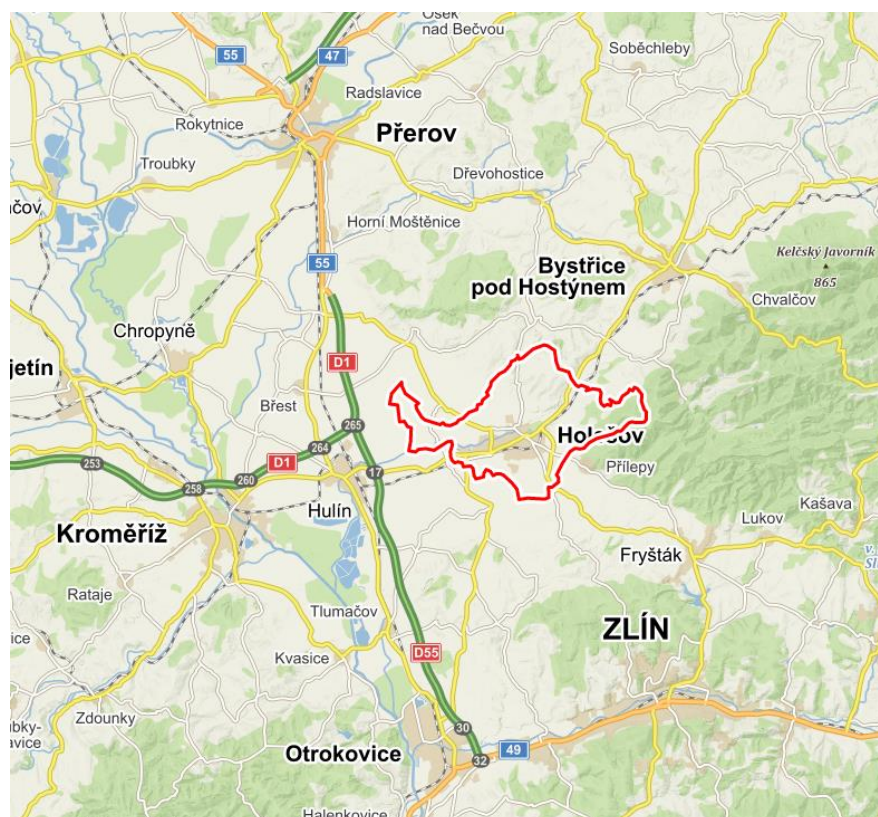 Osek
nad Bečvou
55
47
Soběchleby
Radslavice
Rokytnice
Přerov
Troubky
Dřevohostice
čov
Horní Moštěnice
55
Kelčský Javorník
865
Bystřice
pod Hostýnem
Chvalčov
Chropyně
D1
jetín
Břest
265
Holešov
264
D1
Přílepy
253
17
260
258
Kašava
Hulín
Lukov
Kroměříž
Fryšták
v.
Rataje
Tlumačov
ZLÍN
D55
Kvasice
Zdounky
30
Otrokovice
49
32
Halenkovice